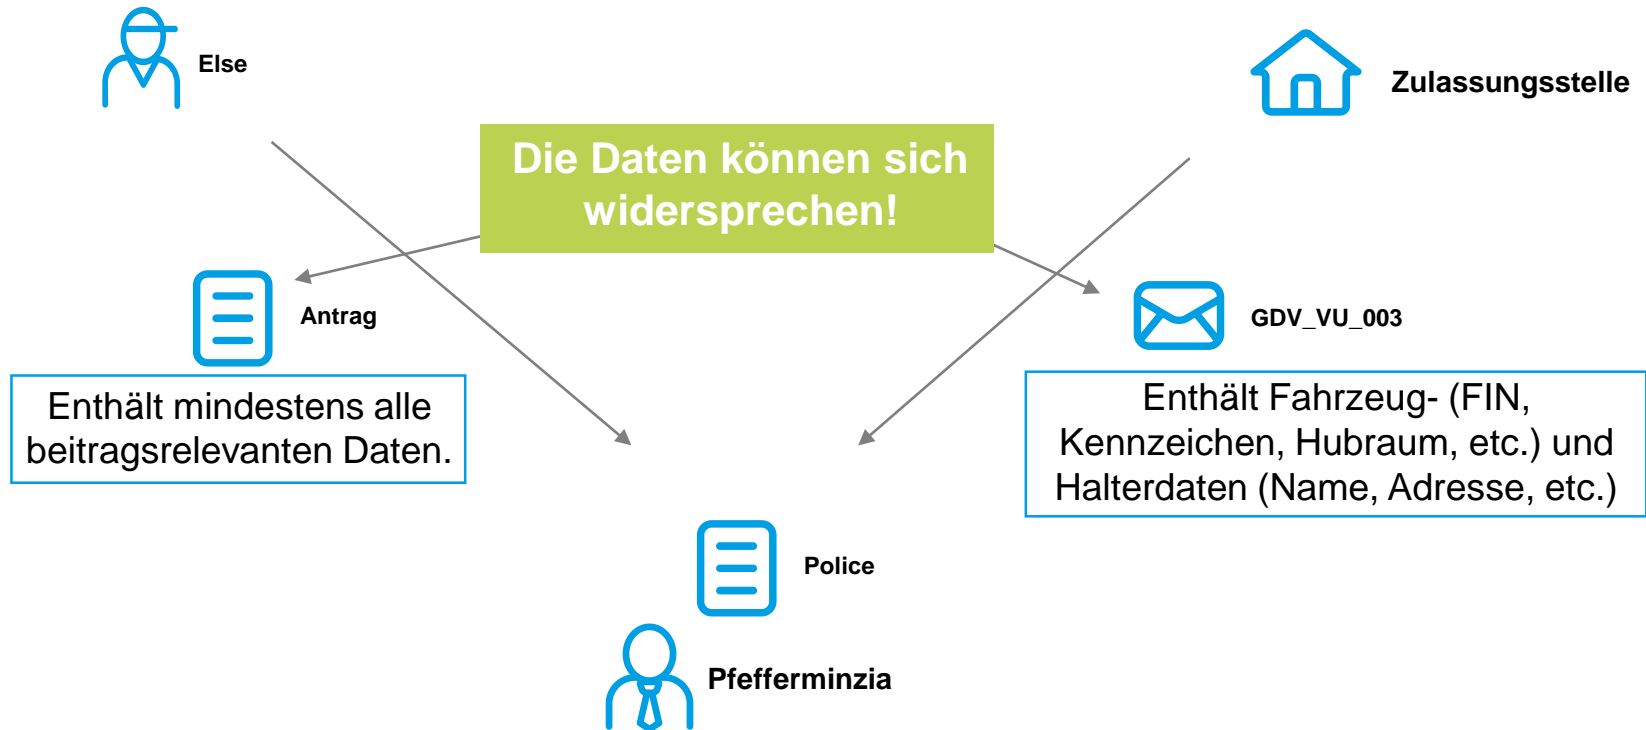 Else
Zulassungsstelle
Die Daten können sich
widersprechen!
Antrag
GDV_VU_003
Enthält mindestens alle
beitragsrelevanten Daten.
Enthält Fahrzeug- (FIN,
Kennzeichen, Hubraum, etc.) und
Halterdaten (Name, Adresse, etc.)
Police
Pfefferminzia